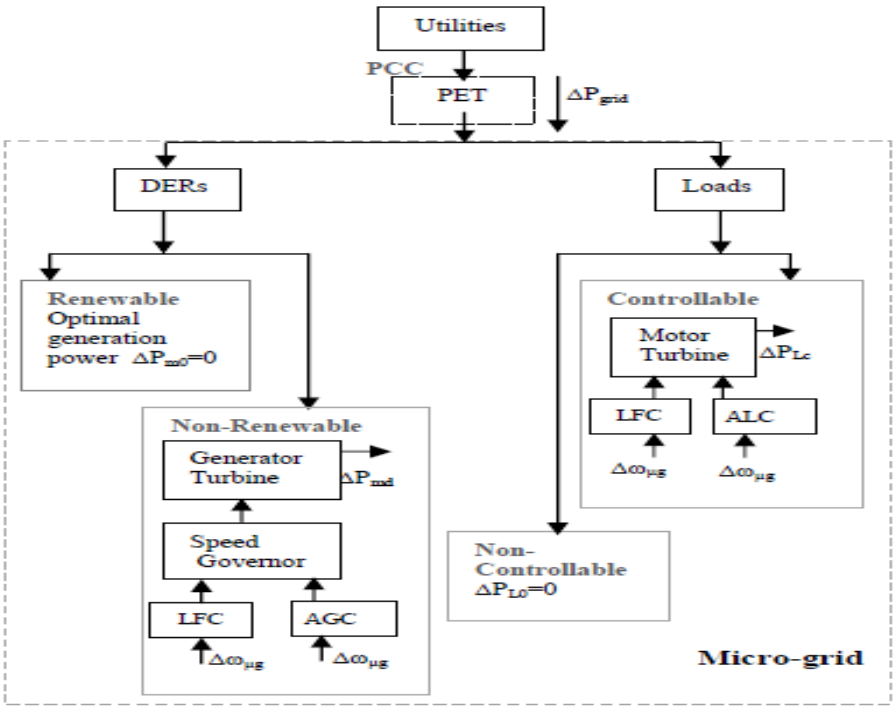 Utilities
PCC
PET
ΔPgrid
DERs
Loads
Renewable
Optimal
generation
power ΔPm0=0
Controllable
Motor
Turbine
ΔPLc
LFC
ALC
Δωμg
Δωμg
Non-Renewable
Generator
Turbine
ΔPmd
Speed
Governor
LFC
AGC
Δωμg
Δωμg
Non-
Controllable
ΔPL0=0
Micro-grid